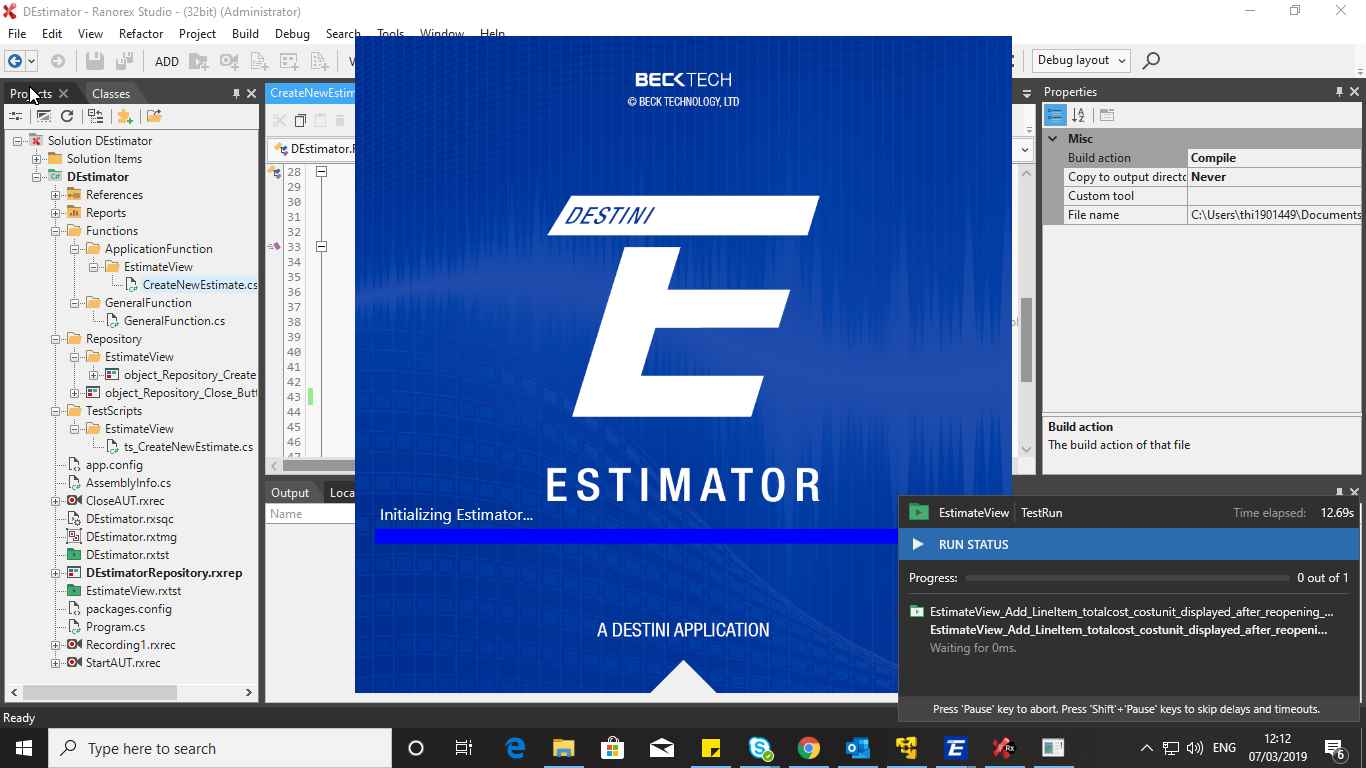 DEstimator - Ranorex Studio - (32bit) (Administrator)
File Edit View Refactor Project Build Debug Search Tools Window Help
ADD
Debug layout
Projects Classes
Solution DEstimator
Solution Items
DEstimator
References
Reports
Functions
ApplicationFunction
EstimateView
CreateNewEstimate.cs
GeneralFunction
GeneralFunction.cs
Repository
EstimateView
object_Repository_Create
object_Repository_Close_Butt
TestScripts
EstimateView
ts_CreateNewEstimate.cs
app.config
AssemblyInfo.cs
CloseAUT.rxrec
DEstimator.rxsqc
DEstimator.rxtmg
DEstimator.rxtst
DEstimatorRepository.rxrep
EstimateView.rxtst
packages.config
Program.cs
Recording1.rxrec
StartAUT.rxrec
Ready
CreateNewEstim
DEstimator.F
28
29
30
31
32
33
34
35
36
37
38
39
40
41
42
43
44
45
46
47
Output Loca
Name
BECKTECH
© BECK TECHNOLOGY, LTD
DESTINI
ESTIMATOR
Initializing Estimator...
A DESTINI APPLICATION
Properties
Misc
Build action Compile
Copy to output directo Never
Custom tool
File name C:\Users\thi1901449\Documents
Build action
The build action of that file
EstimateView TestRun Time elapsed: 12.69s
RUN STATUS
Progress: 0 out of 1
EstimateView_Add_LineItem_totalcost_costunit_displayed_after_reopening_...
EstimateView_Add_LineItem_totalcost_costunit_displayed_after_reopeni...
Waiting for 0ms.
Press 'Pause' key to abort. Press 'Shift'+'Pause' keys to skip delays and timeouts.
Type here to search
ENG
12:12
07/03/2019
6